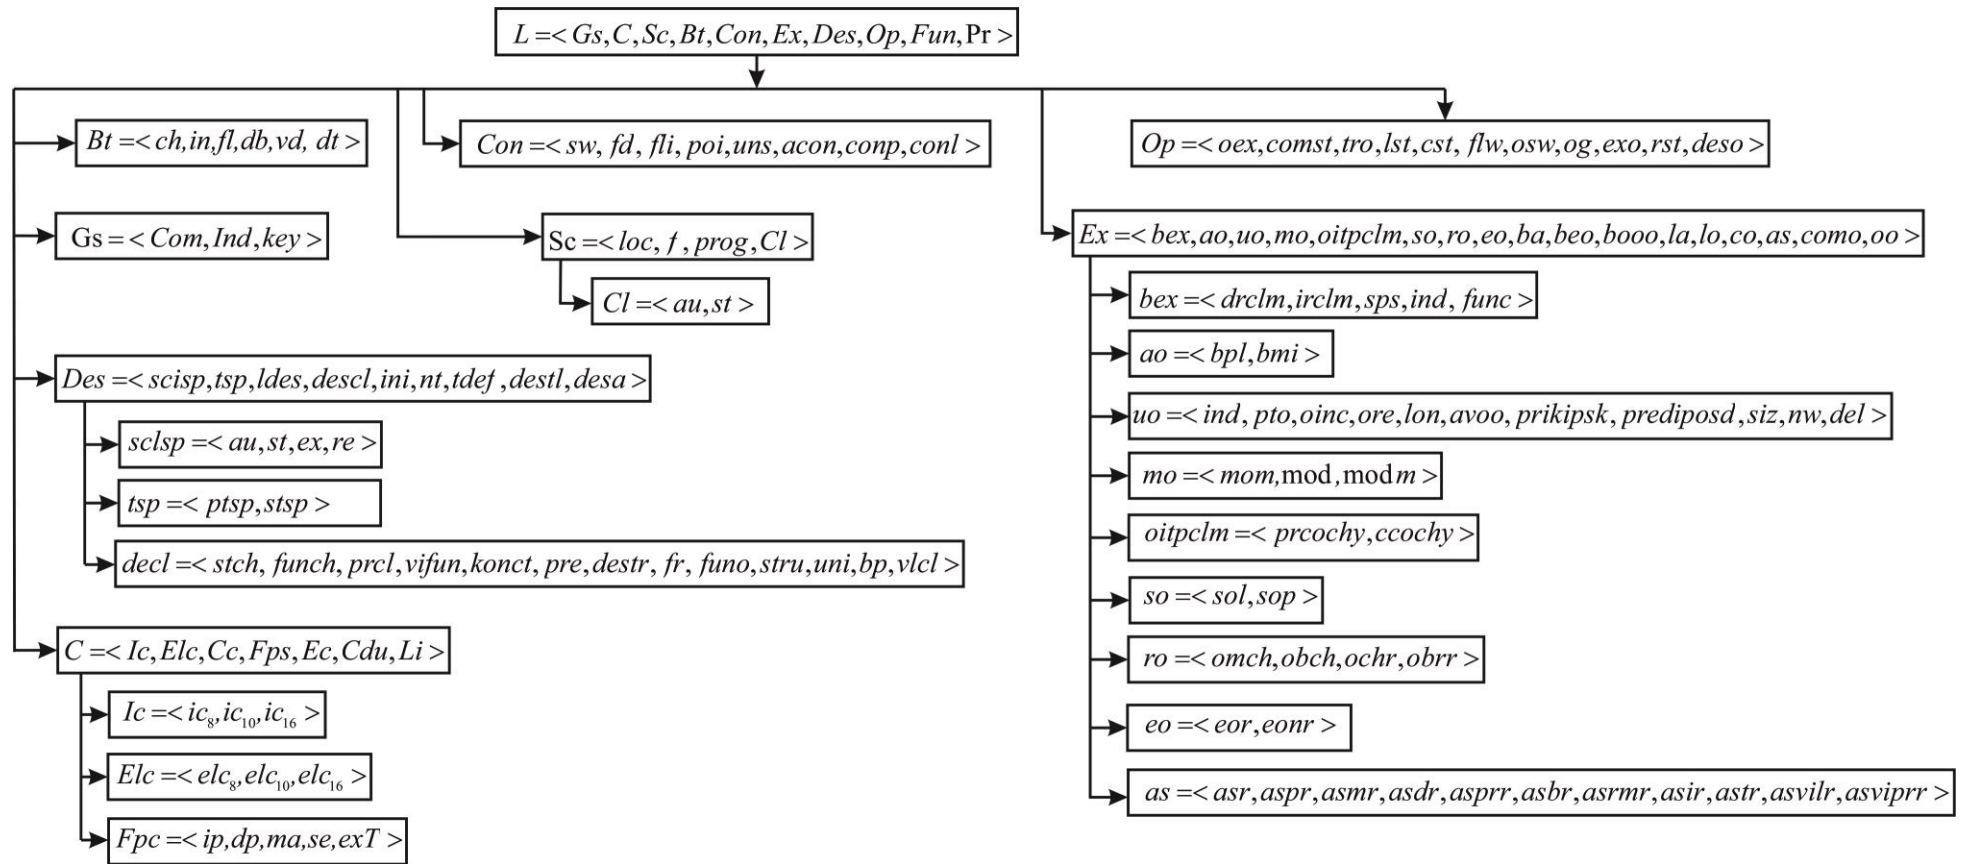 L =< Gs, C, Sc, Bt, Con, Ex, Des, Op, Fun, Pr >
Bt =< ch, in, fl, db, vd, dt >
Gs =< Com, Ind, key >
Des =< scisp, tsp, ldes, descl, ini, nt, tdef, destl, desa >
sclsp =< au, st, ex, re >
tsp =< ptsp, stsp >
decl =< stch, funch, prcl, vifun, konct, pre, destr, fr, funo, stru, uni, bp, vlcl >
C =< Ic, Elc, Cc, Fps, Ec, Cdu, Li >
Ic =< ic₈, ic₁₀, ic₁₆ >
Elc =< elc₈, elc₁₀, elc₁₆ >
Fpc =< ip, dp, ma, se, exT >
Con =< sw, fd, fli, poi, uns, acon, conp, conl >
Sc =< loc, f, prog, Cl >
Cl =< au, st >
Op =< oex, comst, tro, lst, cst, flw, osw, og, exo, rst, deso >
Ex =< bex, ao, uo, mo, oitpclm, so, ro, eo, ba, beo, booo, la, lo, co, as, como, oo >
bex =< drclm, irclm, sps, ind, func >
ao =< bpl, bmi >
uo =< ind, pto, oinc, ore, lon, avoo, prikipsk, prediposd, siz, nw, del >
mo =< mom, mod, modm >
oitpclm =< prcochy, ccochy >
so =< sol, sop >
ro =< omch, obch, ochr, obrr >
eo =< eor, eonr >
as =< asr, aspr, asmr, asdr, asprr, asbr, asrmr, asir, astr, asvilr, asviprr >